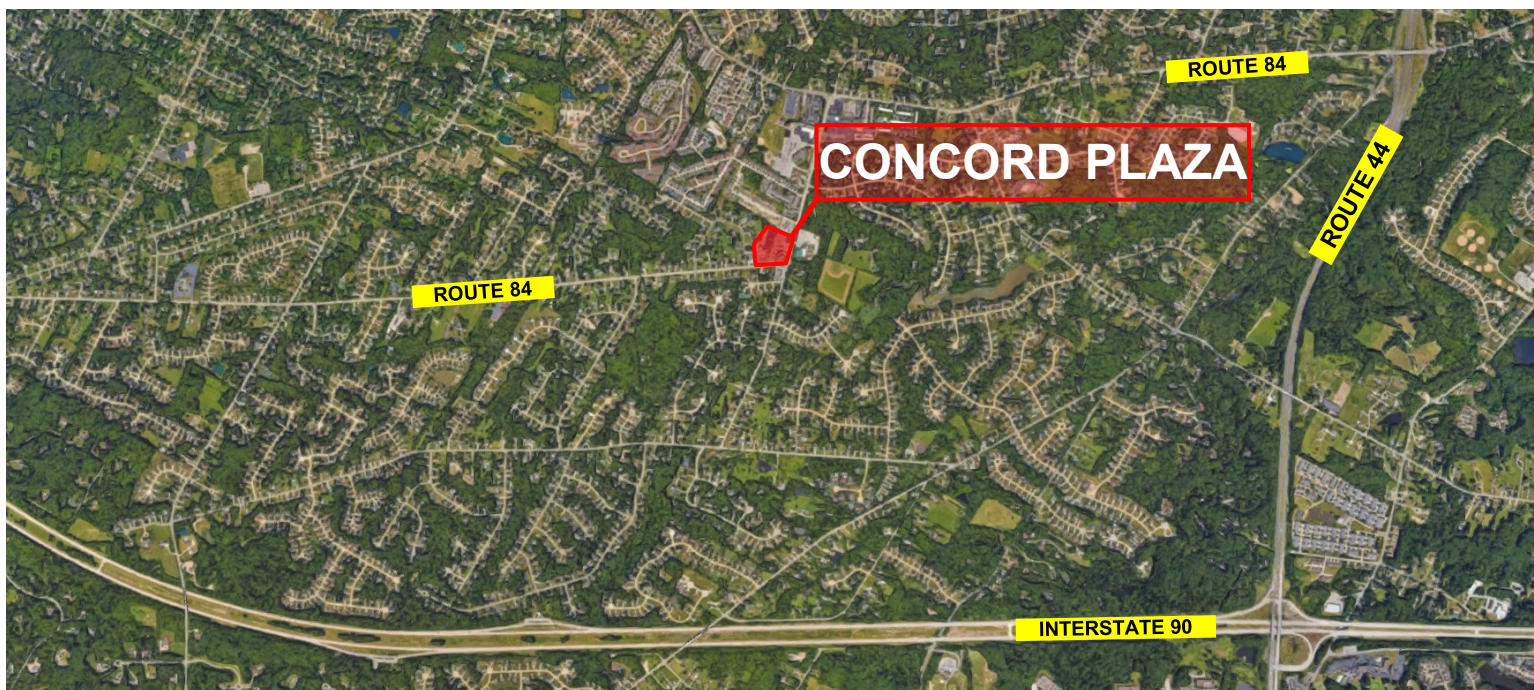 ROUTE 84
CONCORD PLAZA
ROUTE 44
ROUTE 84
INTERSTATE 90